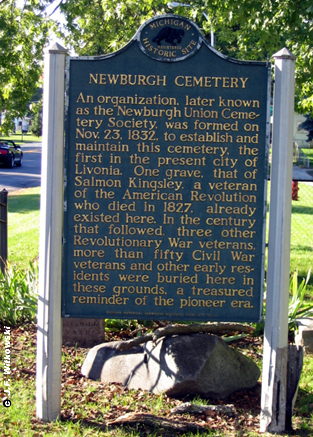 MICHIGAN
REGISTERED
HISTORIC SITE
NEWBURGH CEMETERY
An organization, later known
as the Newburgh Union Ceme-
tery Society, was formed on
Nov. 23, 1832, to establish and
maintain this cemetery, the
first in the present city of
Livonia. One grave, that of
Salmon Kingsley, a veteran
of the American Revolution
who died in 1827, already
existed here. In the century
that followed, three other
Revolutionary War veterans,
more than fifty Civil War
veterans and other early res-
idents were buried here in
these grounds, a treasured
reminder of the pioneer era.
© J.F. Witkowski